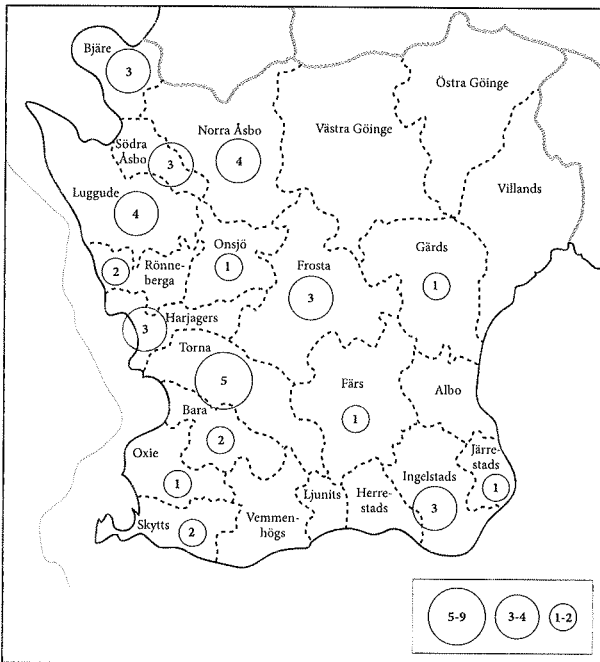 Bjäre
3
Östra Göinge
Norra Åsbo
Västra Göinge
4
Södra
Åsbo
3
Villands
Luggude
4
Onsjö
1
Gärds
1
2
Rönne-
berga
Frosta
3
Harjagers
3
Torna
5
Färs
1
Albo
Bara
2
Oxie
1
Järre-
stads
1
Ingelstads
3
Ljunits
Herre-
stads
Skytts
2
Vemmen-
högs
5-9
3-4
1-2